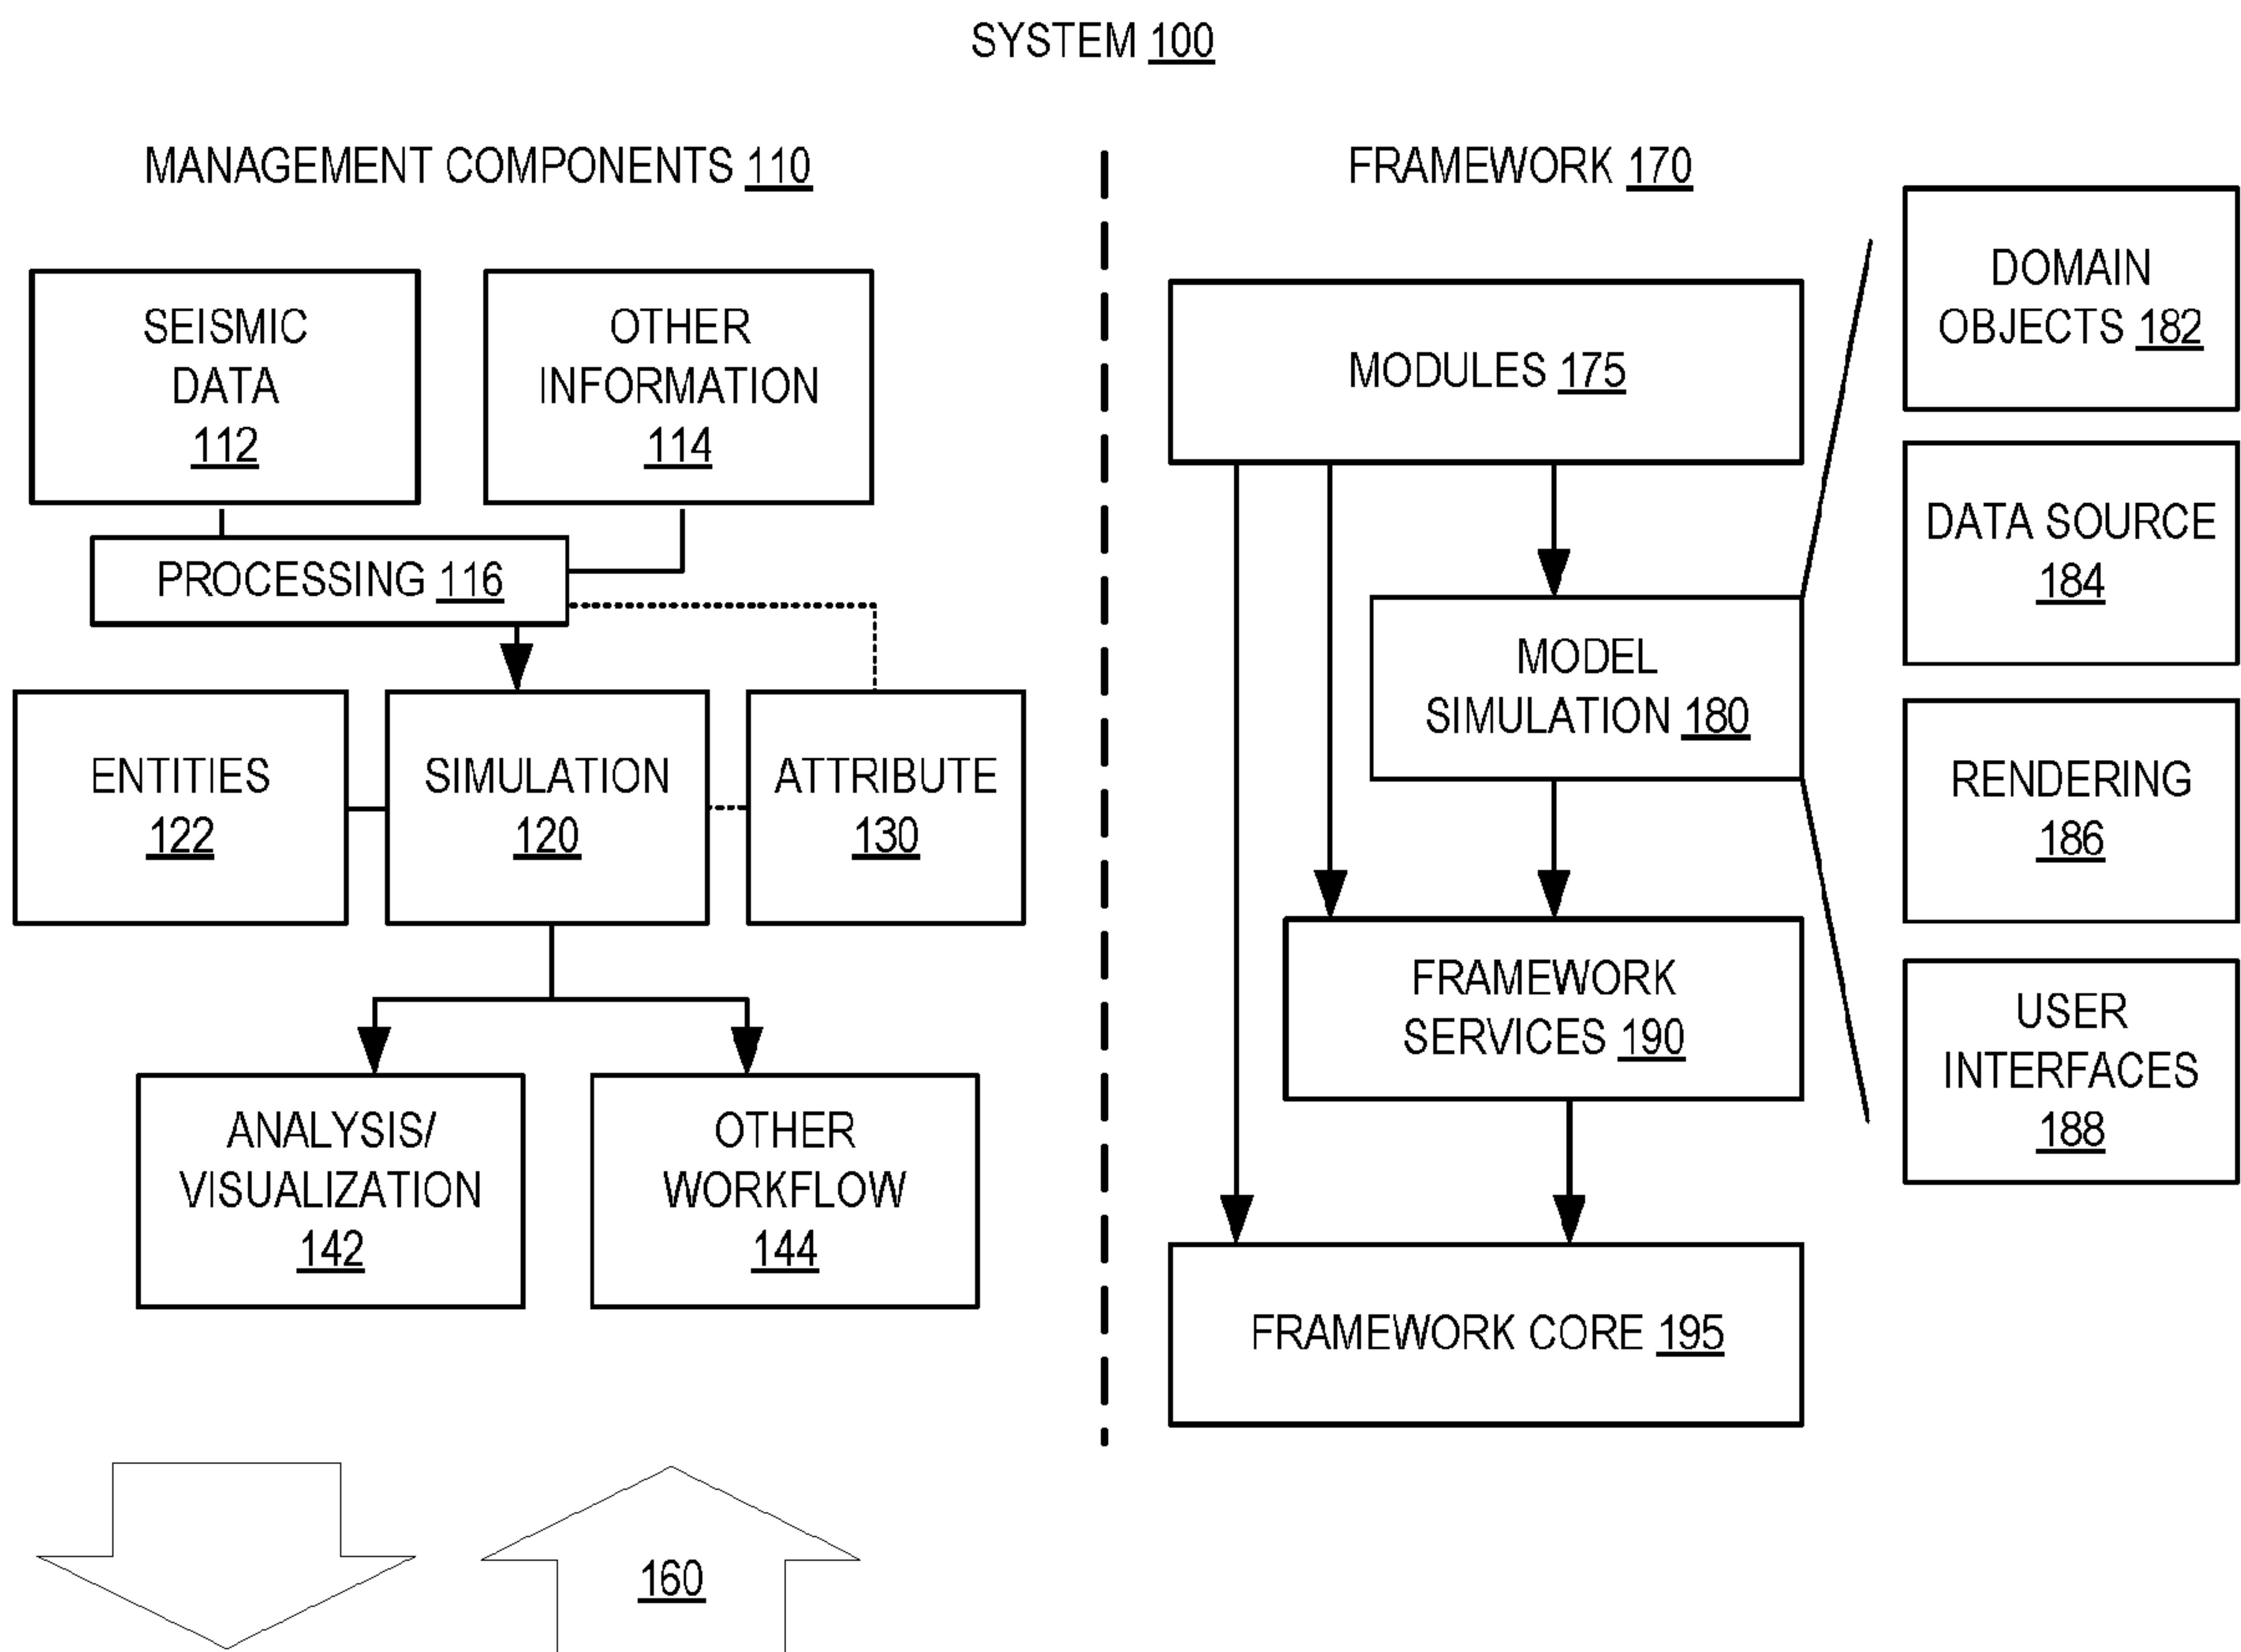 SYSTEM 100
MANAGEMENT COMPONENTS 110
SEISMIC
DATA
112
OTHER
INFORMATION
114
PROCESSING 116
ENTITIES
122
SIMULATION
120
ATTRIBUTE
130
ANALYSIS/
VISUALIZATION
142
OTHER
WORKFLOW
144
160
FRAMEWORK 170
MODULES 175
MODEL
SIMULATION 180
FRAMEWORK
SERVICES 190
FRAMEWORK CORE 195
DOMAIN
OBJECTS 182
DATA SOURCE
184
RENDERING
186
USER
INTERFACES
188